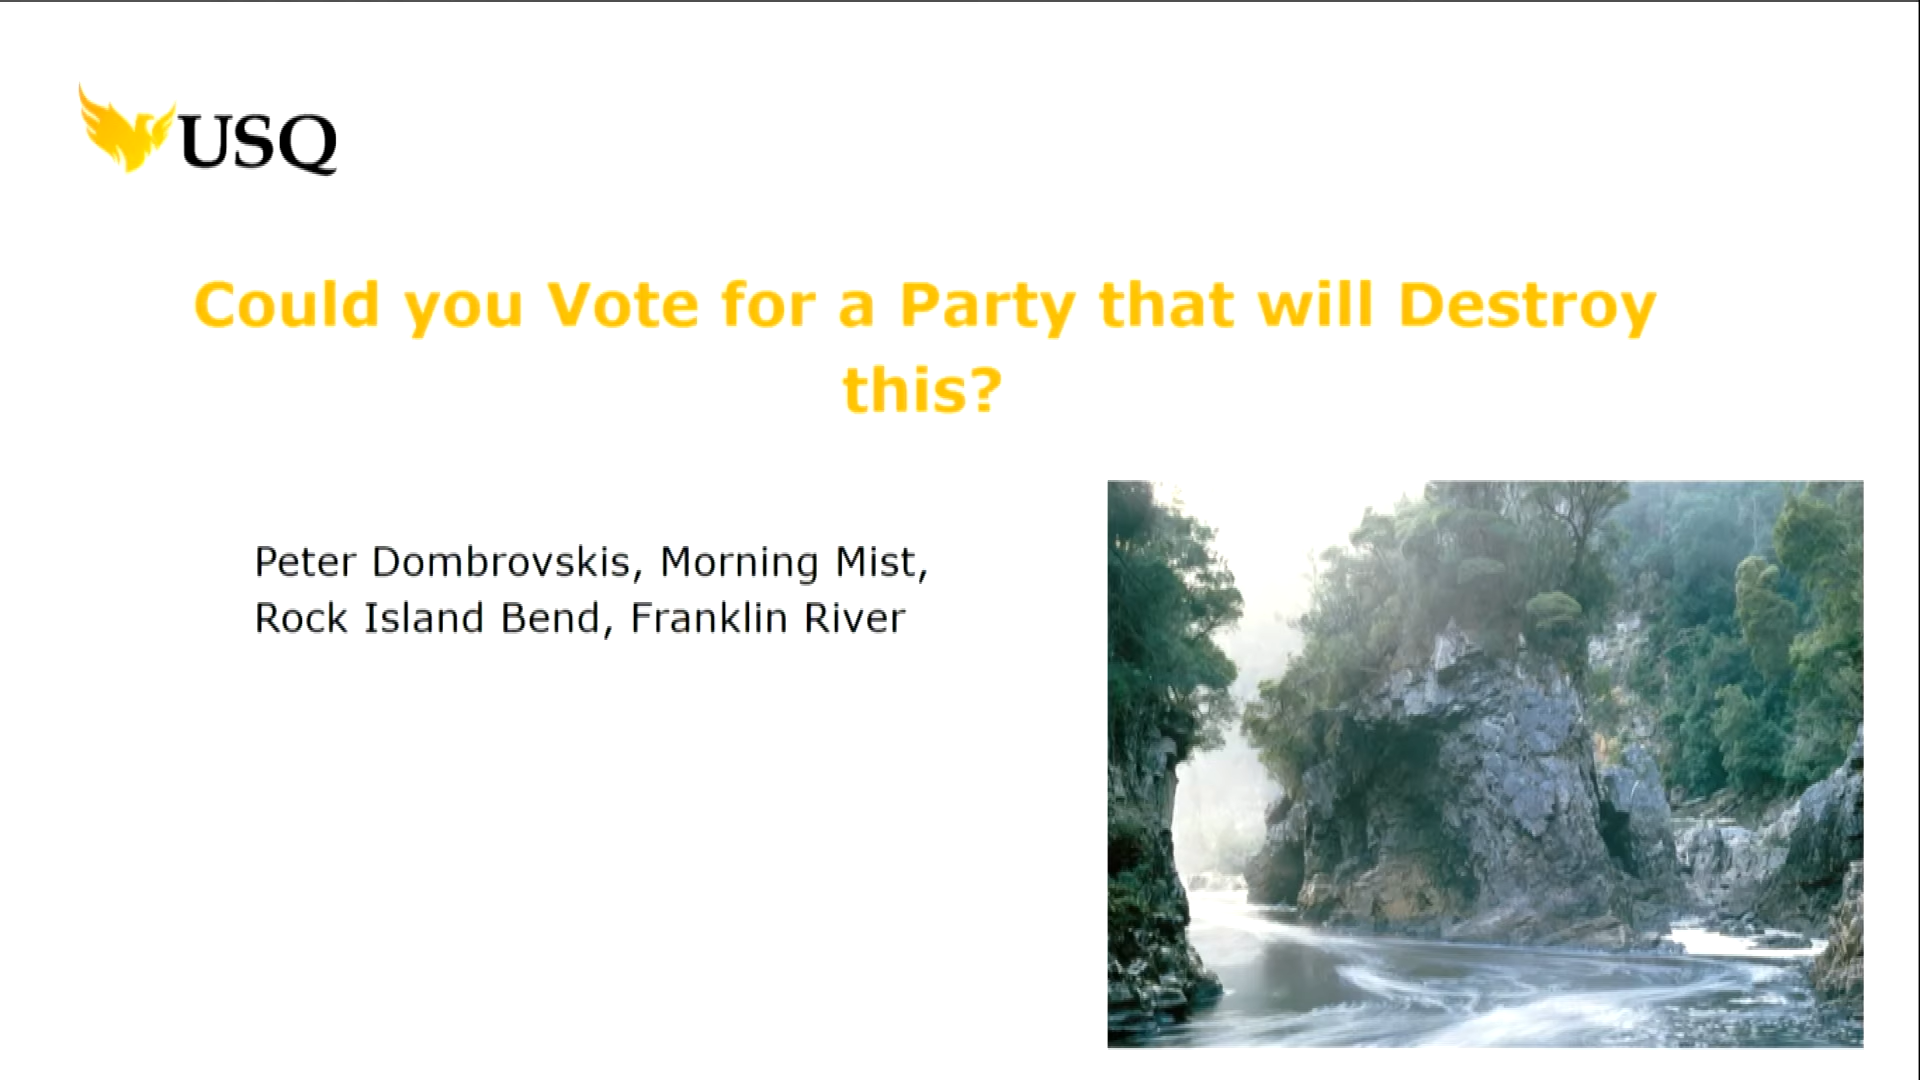 USQ
Could you Vote for a Party that will Destroy
this?
Peter Dombrovskis, Morning Mist,
Rock Island Bend, Franklin River